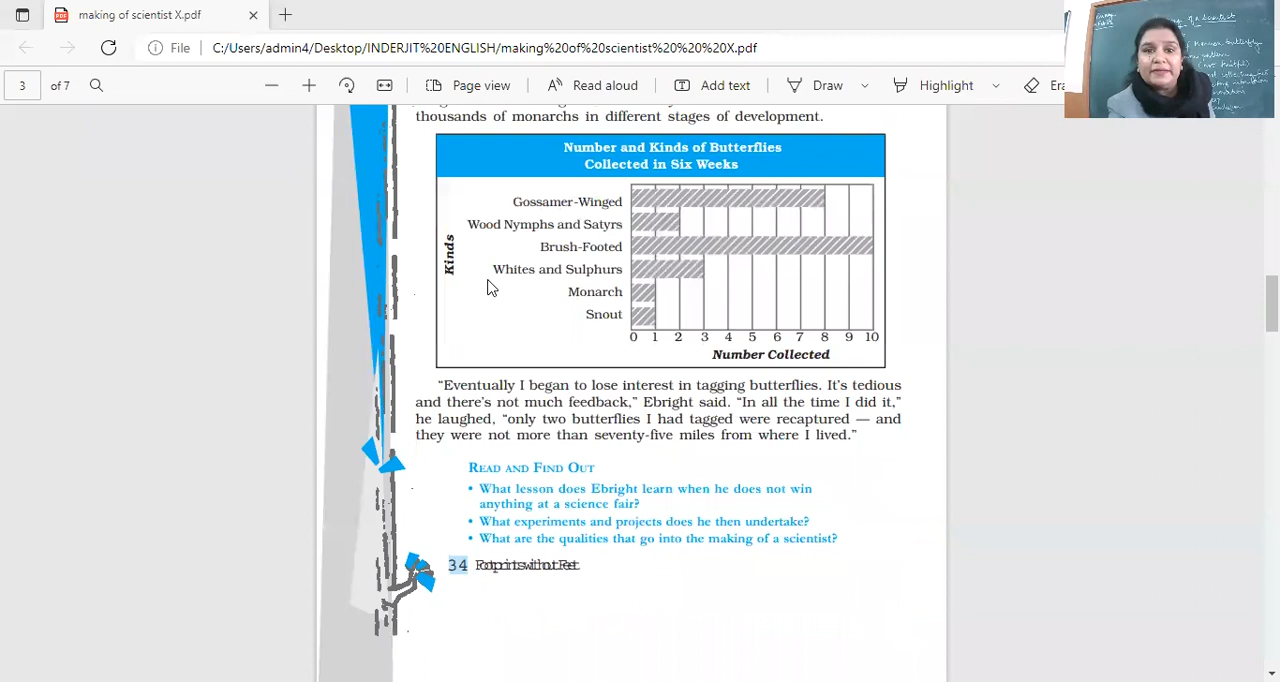 making of scientist X.pdf
File
C:/Users/admin4/Desktop/INDERJIT%20ENGLISH/making%20of%20scientist%20%20%20X.pdf
3 of 7
Page view
Read aloud
Add text
Draw
Highlight
thousands of monarchs in different stages of development.
Number and Kinds of Butterflies
Collected in Six Weeks
Kinds
Gossamer-Winged
Wood Nymphs and Satyrs
Brush-Footed
Whites and Sulphurs
Monarch
Snout
0 1 2 3 4 5 6 7 8 9 10
Number Collected
“Eventually I began to lose interest in tagging butterflies. It’s tedious
and there’s not much feedback,” Ebright said. “In all the time I did it,”
he laughed, “only two butterflies I had tagged were recaptured — and
they were not more than seventy-five miles from where I lived.”
READ AND FIND OUT
• What lesson does Ebright learn when he does not win
anything at a science fair?
• What experiments and projects does he then undertake?
• What are the qualities that go into the making of a scientist?
34 Footprints without Feet